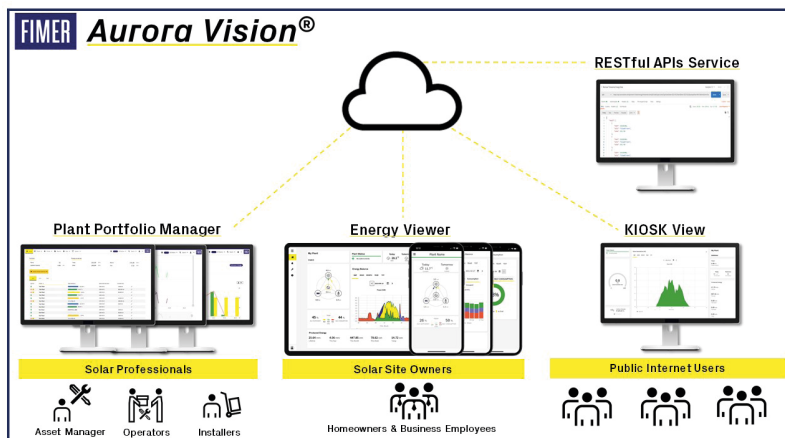 FIMER Aurora Vision®
RESTful APIs Service
Plant Portfolio Manager
Energy Viewer
KIOSK View
Solar Professionals
Solar Site Owners
Public Internet Users
Asset Manager
Operators
Installers
Homeowners & Business Employees